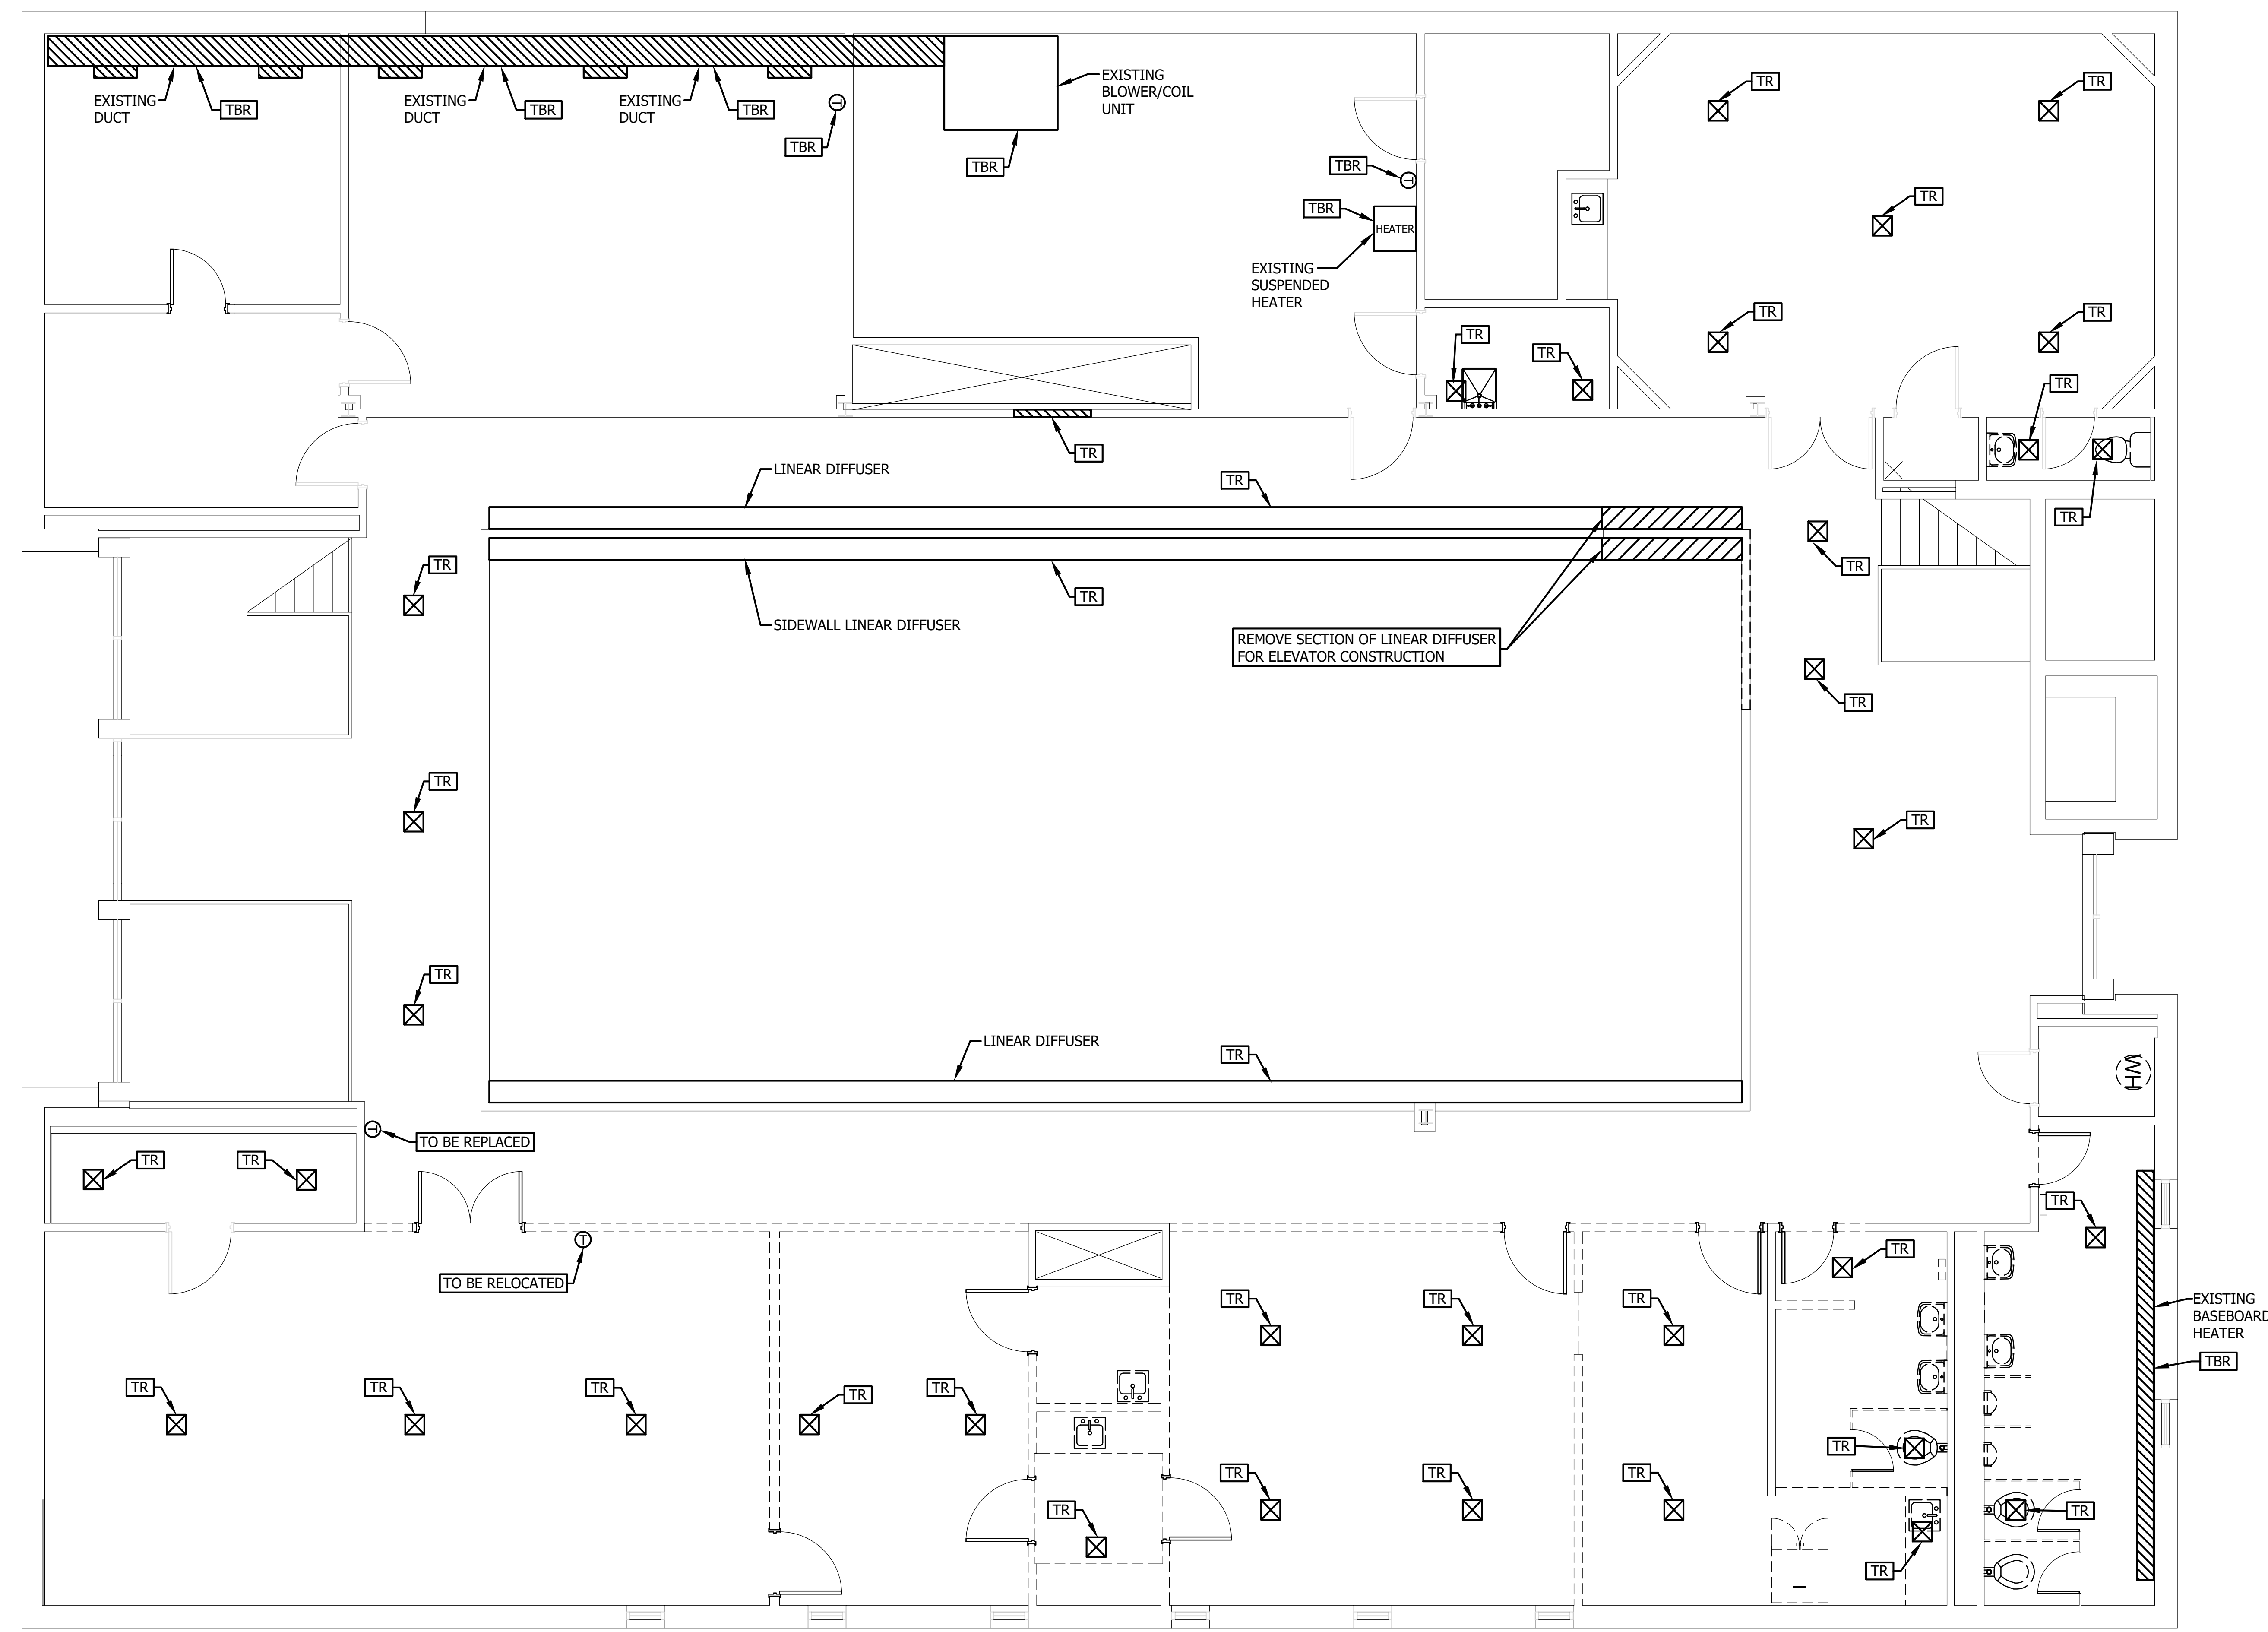 TR
TR
EXISTING
BLOWER/COIL
UNIT
EXISTING
DUCT
TBR
EXISTING
DUCT
TBR
EXISTING
DUCT
TBR
T
TBR
TBR
TBR
T
TBR
HEATER
TR
EXISTING
SUSPENDED
HEATER
TR
TR
TR
TR
TR
TR
LINEAR DIFFUSER
TR
TR
TR
TR
TR
SIDEWALL LINEAR DIFFUSER
REMOVE SECTION OF LINEAR DIFFUSER
FOR ELEVATOR CONSTRUCTION
TR
TR
TR
TR
LINEAR DIFFUSER
TR
WH
T
TO BE REPLACED
TR
TR
TR
T
TO BE RELOCATED
TR
TR
TR
TR
EXISTING
BASEBOARD
HEATER
TBR
TR
TR
TR
TR
TR
TR
TR
TR
TR
TR
TR
TR
TR